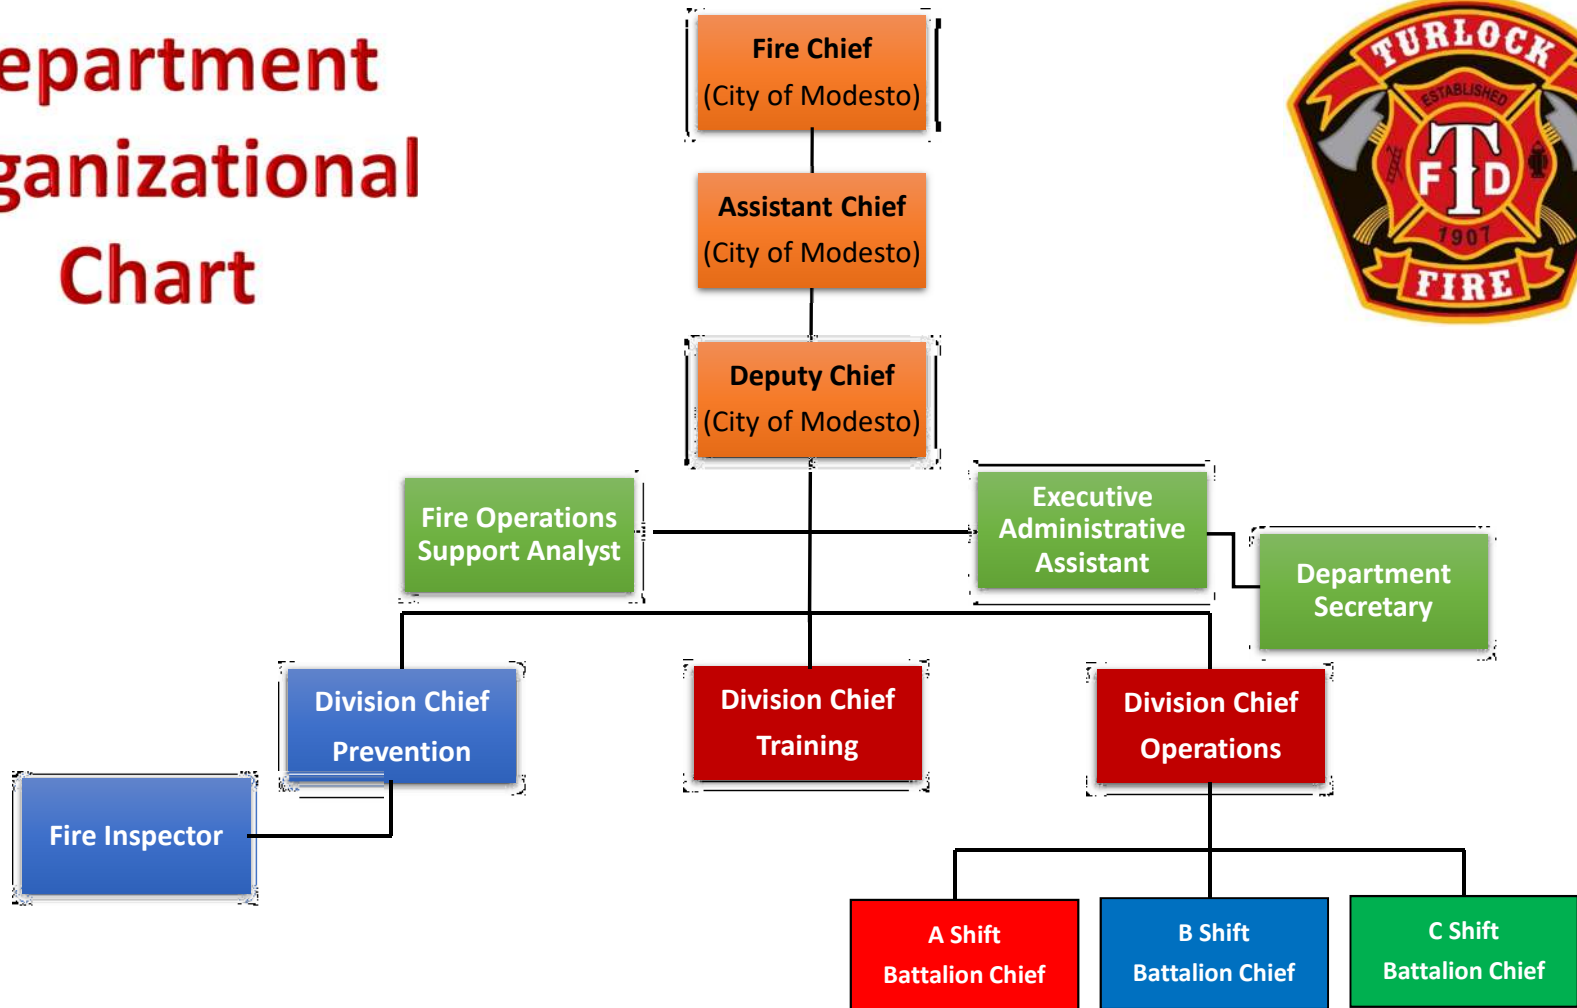 epartment
ganizational
Chart
Fire Chief
(City of Modesto)
TURLOCK
ESTABLISHED
T
F D
1907
FIRE
Assistant Chief
(City of Modesto)
Deputy Chief
(City of Modesto)
Fire Operations
Support Analyst
Executive
Administrative
Assistant
Department
Secretary
Division Chief
Prevention
Division Chief
Training
Division Chief
Operations
Fire Inspector
A Shift
Battalion Chief
B Shift
Battalion Chief
C Shift
Battalion Chief